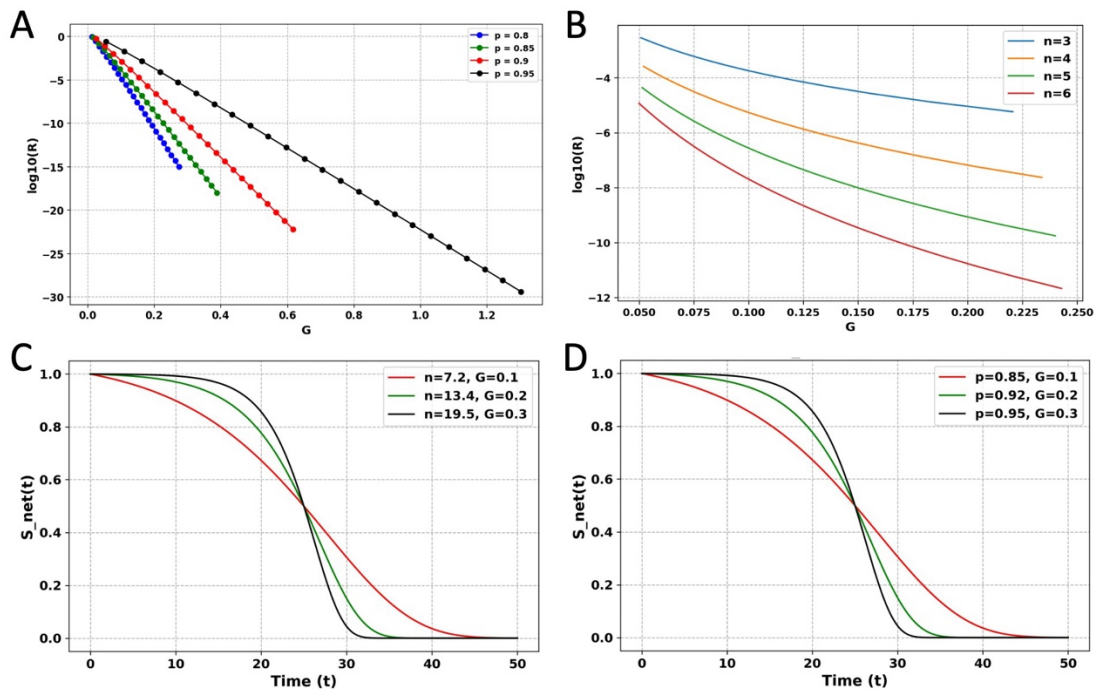 A
p = 0.8
p = 0.85
p = 0.9
p = 0.95
0
−5
−10
−15
−20
−25
−30
log10(R)
0.0 0.2 0.4 0.6 0.8 1.0 1.2
G
B
n=3
n=4
n=5
n=6
−4
−6
−8
−10
−12
log10(R)
0.050 0.075 0.100 0.125 0.150 0.175 0.200 0.225 0.250
G
C
n=7.2, G=0.1
n=13.4, G=0.2
n=19.5, G=0.3
1.0
0.8
0.6
0.4
0.2
0.0
S_net(t)
0 10 20 30 40 50
Time (t)
D
p=0.85, G=0.1
p=0.92, G=0.2
p=0.95, G=0.3
1.0
0.8
0.6
0.4
0.2
0.0
S_net(t)
0 10 20 30 40 50
Time (t)